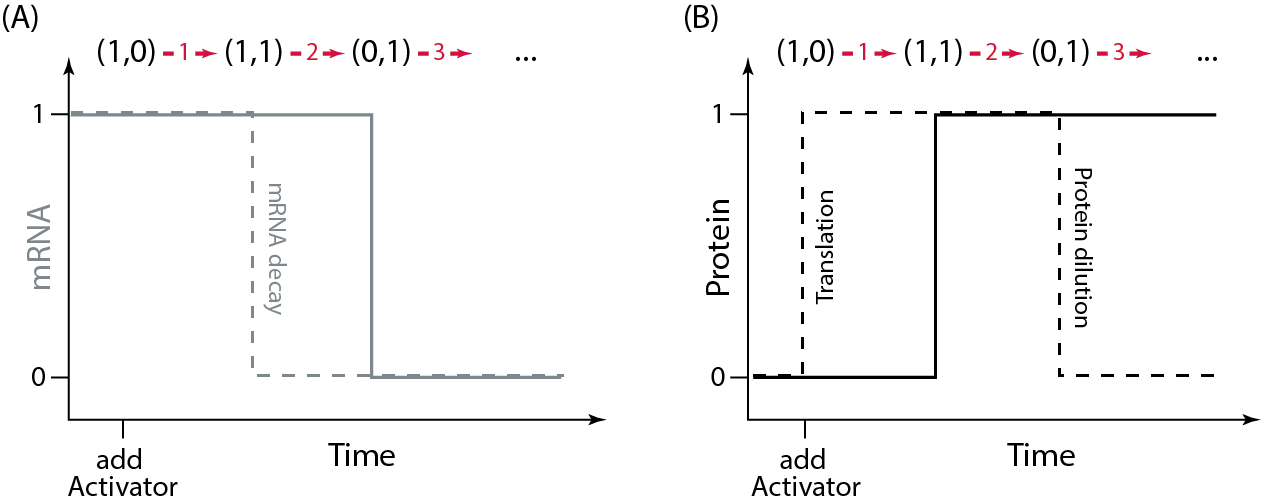 (A)
(1,0) 1 (1,1) 2 (0,1) 3 ...
1
mRNA
mRNA decay
0
add
Activator
Time
(B)
(1,0) 1 (1,1) 2 (0,1) 3 ...
1
Protein
Translation
Protein dilution
0
add
Activator
Time